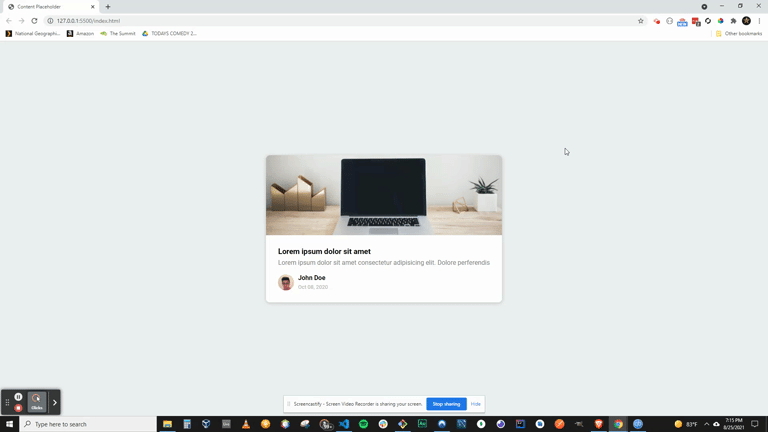 Content Placeholder
127.0.0.1:5500/index.html
National Geographic...
Amazon
The Summit
TODAYS COMEDY 2...
Other bookmarks
Lorem ipsum dolor sit amet
Lorem ipsum dolor sit amet consectetur adipisicing elit. Dolore perferendis
John Doe
Oct 08, 2020
Clicks
Screencastify - Screen Video Recorder is sharing your screen.
Stop sharing
Hide
Type here to search
83°F
7:15 PM
8/25/2021